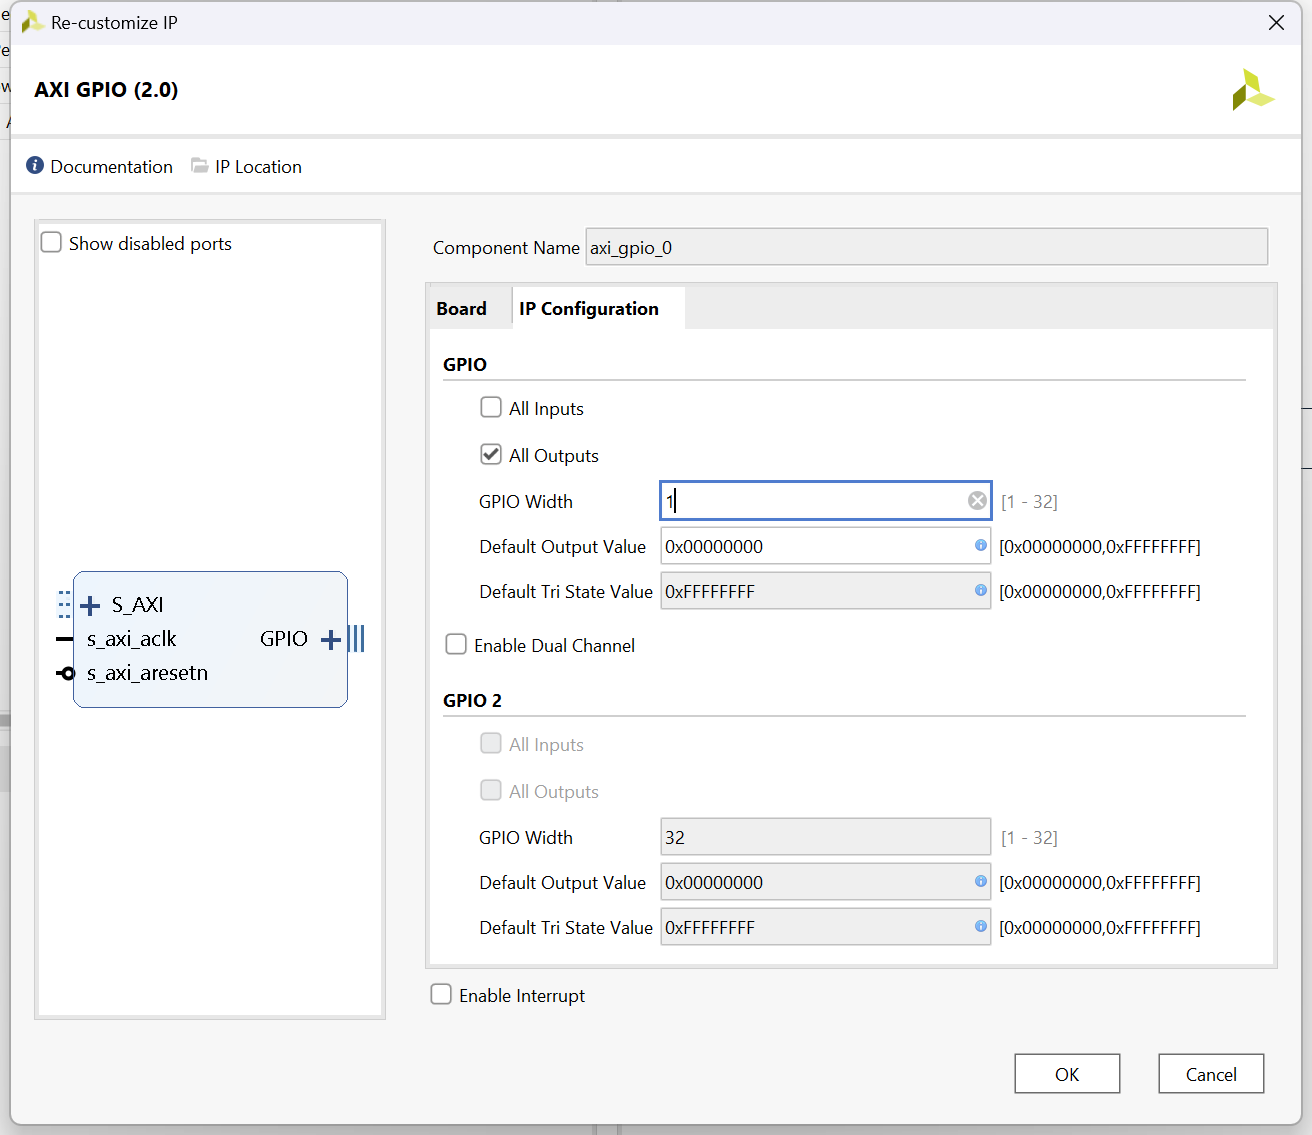 Re-customize IP
AXI GPIO (2.0)
Documentation IP Location
Show disabled ports
S_AXI
s_axi_aclk GPIO
s_axi_aresetn
Component Name axi_gpio_0
Board IP Configuration
GPIO
All Inputs
All Outputs
GPIO Width 1 [1 - 32]
Default Output Value 0x00000000 [0x00000000,0xFFFFFFFF]
Default Tri State Value 0xFFFFFFFF [0x00000000,0xFFFFFFFF]
Enable Dual Channel
GPIO 2
All Inputs
All Outputs
GPIO Width 32 [1 - 32]
Default Output Value 0x00000000 [0x00000000,0xFFFFFFFF]
Default Tri State Value 0xFFFFFFFF [0x00000000,0xFFFFFFFF]
Enable Interrupt
OK Cancel